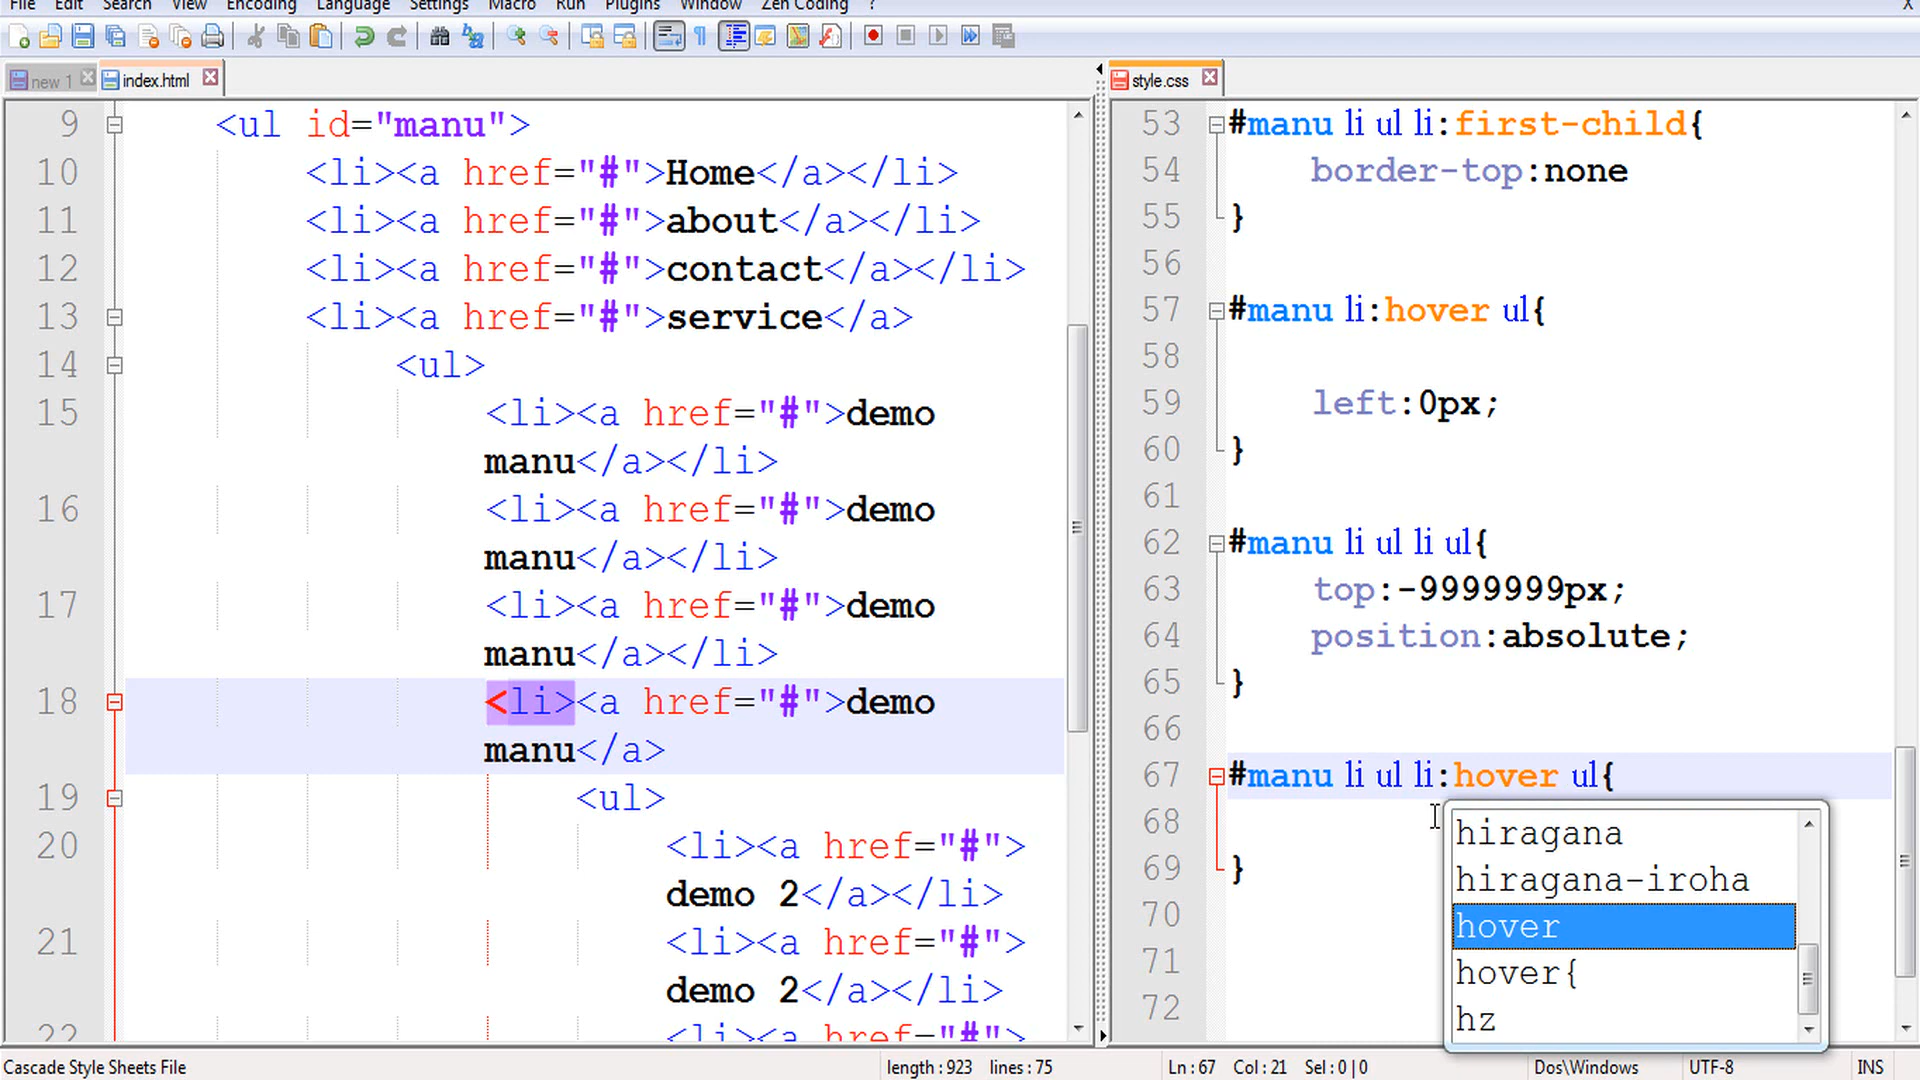 File Edit Search View Encoding Language Settings Macro Run Plugins Window Zen Coding ? X
new 1 index.html
9 <ul id="manu">
10 <li><a href="#">Home</a></li>
11 <li><a href="#">about</a></li>
12 <li><a href="#">contact</a></li>
13 <li><a href="#">service</a>
14 <ul>
15 <li><a href="#">demo
manu</a></li>
16 <li><a href="#">demo
manu</a></li>
17 <li><a href="#">demo
manu</a></li>
18 <li><a href="#">demo
manu</a>
19 <ul>
20 <li><a href="#">
demo 2</a></li>
21 <li><a href="#">
demo 2</a></li>
22 <li><a href="#">
style.css
53 #manu li ul li:first-child{
54 border-top:none
55 }
56
57 #manu li:hover ul{
58
59 left:0px;
60 }
61
62 #manu li ul li ul{
63 top:-9999999px;
64 position:absolute;
65 }
66
67 #manu li ul li:hover ul{
68
69 }
70
71
72
hiragana
hiragana-iroha
hover
hover{
hz
Cascade Style Sheets File length : 923 lines : 75 Ln : 67 Col : 21 Sel : 0 | 0 Dos\Windows UTF-8 INS